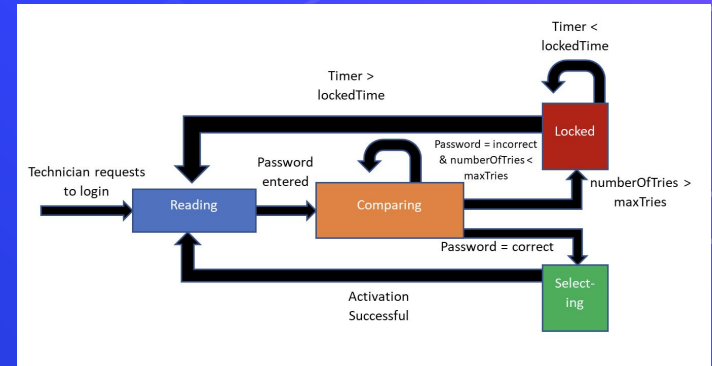 Timer <
lockedTime
Timer >
lockedTime
Locked
Password = incorrect
& numberOfTries <
maxTries
Technician requests
to login
Password
entered
numberOfTries >
maxTries
Reading
Comparing
Password = correct
Select-
ing
Activation
Successful